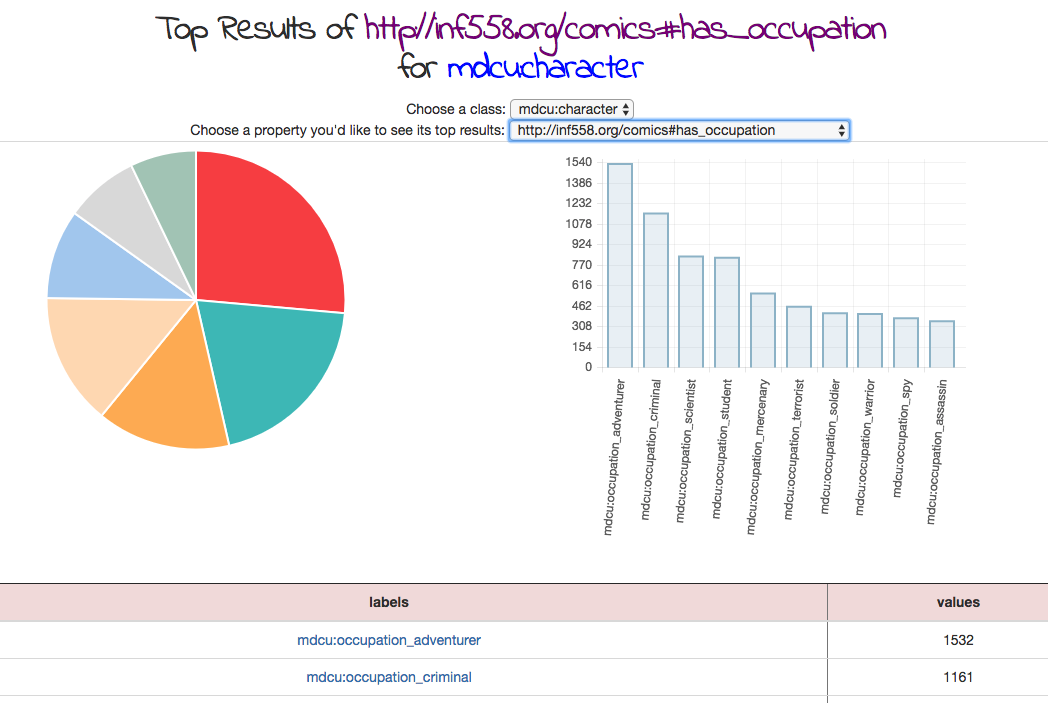 Top Results of http://inf558.org/comics#has_occupation
for mdcu:character
Choose a class: mdcu:character
Choose a property you'd like to see its top results: http://inf558.org/comics#has_occupation
1540
1386
1232
1078
924
770
616
462
308
154
0
mdcu:occupation_adventurer
mdcu:occupation_criminal
mdcu:occupation_scientist
mdcu:occupation_student
mdcu:occupation_mercenary
mdcu:occupation_terrorist
mdcu:occupation_soldier
mdcu:occupation_warrior
mdcu:occupation_spy
mdcu:occupation_assassin
labels values
mdcu:occupation_adventurer 1532
mdcu:occupation_criminal 1161